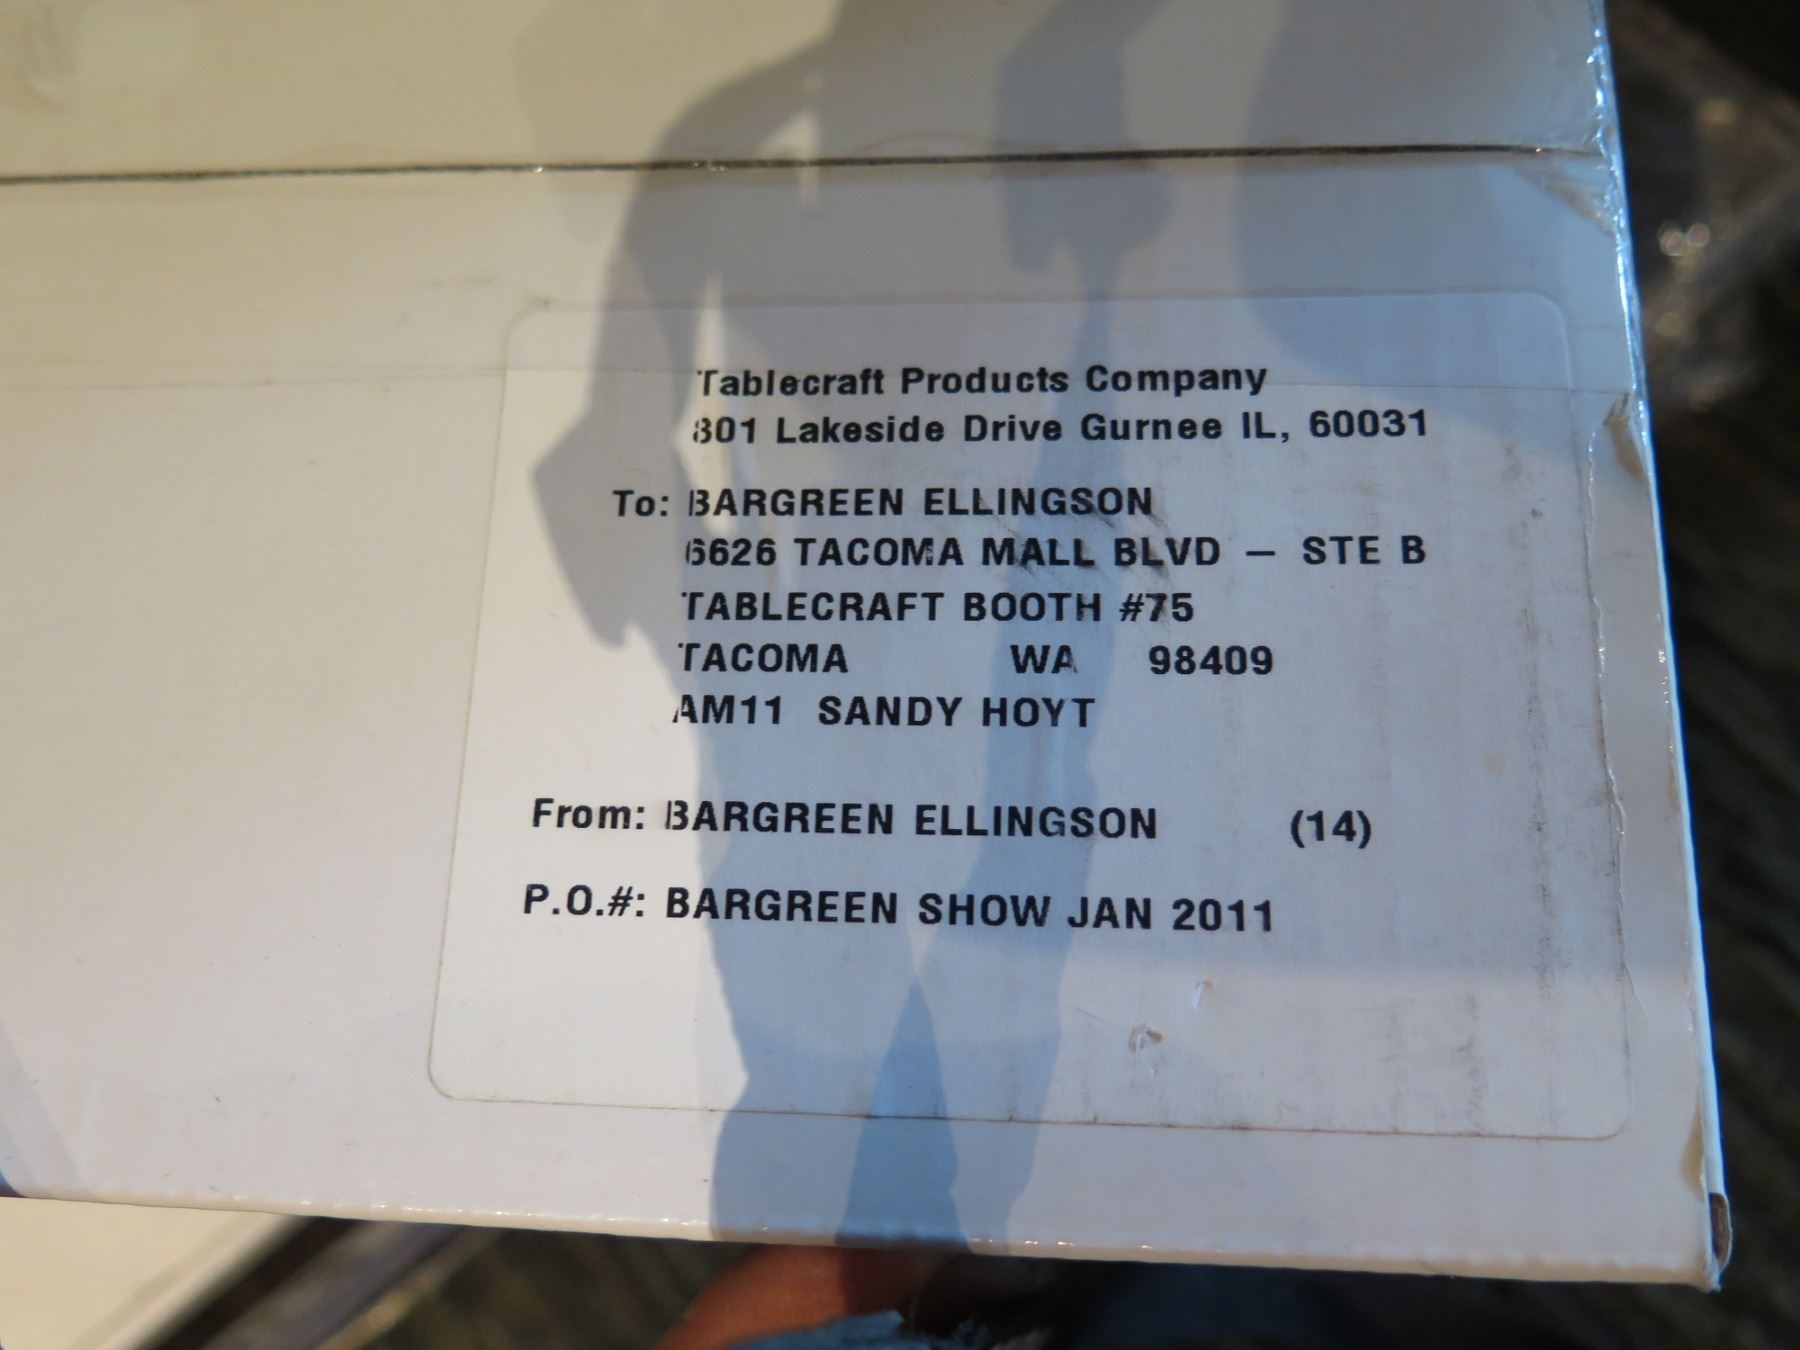 Tablecraft Products Company
801 Lakeside Drive Gurnee IL, 60031
To: BARGREEN ELLINGSON
6626 TACOMA MALL BLVD — STE B
TABLECRAFT BOOTH #75
TACOMA WA 98409
AM11 SANDY HOYT
From: BARGREEN ELLINGSON (14)
P.O.#: BARGREEN SHOW JAN 2011